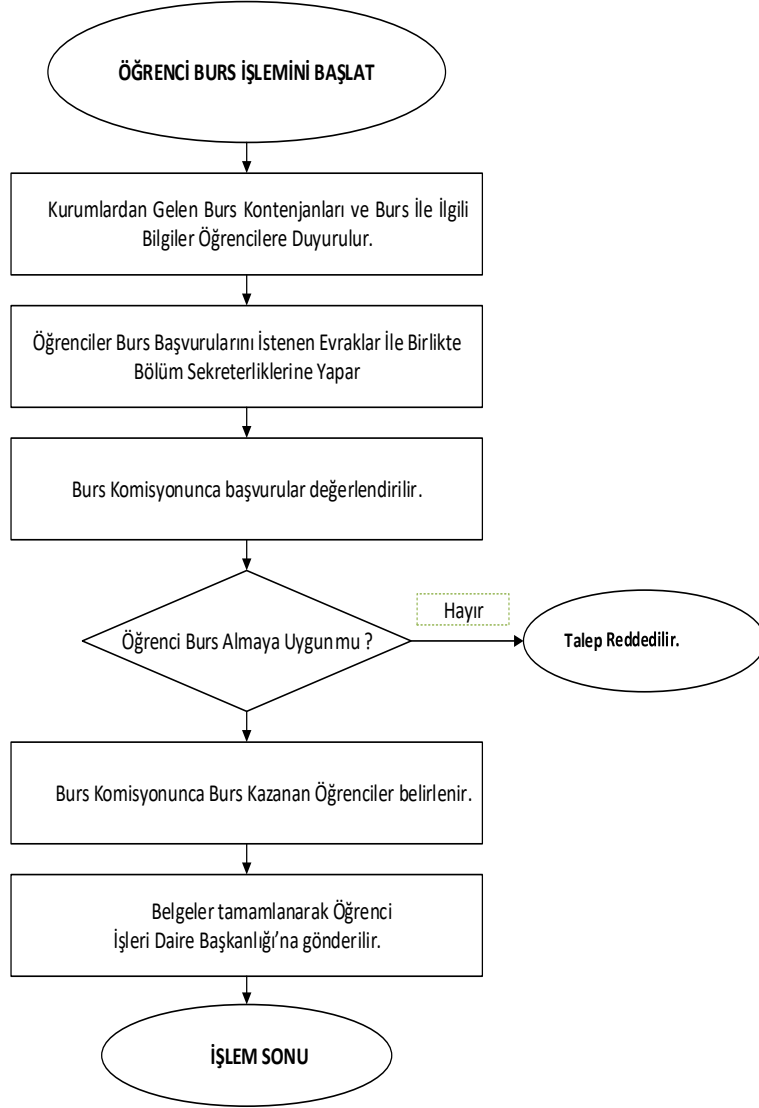 ÖĞRENCİ BURS İŞLEMİNİ BAŞLAT
Kurumlardan Gelen Burs Kontenjanları ve Burs İle İlgili
Bilgiler Öğrencilere Duyurulur.
Öğrenciler Burs Başvurularını İstenen Evraklar İle Birlikte
Bölüm Sekreterliklerine Yapar
Burs Komisyonunca başvurular değerlendirilir.
Öğrenci Burs Almaya Uygunmu ?
Hayır
Talep Reddedilir.
Burs Komisyonunca Burs Kazanan Öğrenciler belirlenir.
Belgeler tamamlanarak Öğrenci
İşleri Daire Başkanlığı’na gönderilir.
İŞLEM SONU